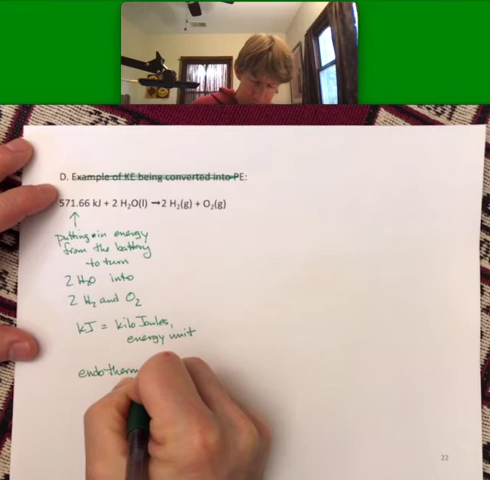 D. Example of KE being converted into PE:
571.66 kJ + 2 H₂O(l) → 2 H₂(g) + O₂(g)
↑
putting in energy
from the battery
to turn
2 H₂O into
2 H₂ and O₂
kJ = kilo Joules,
energy unit
endotherm
22